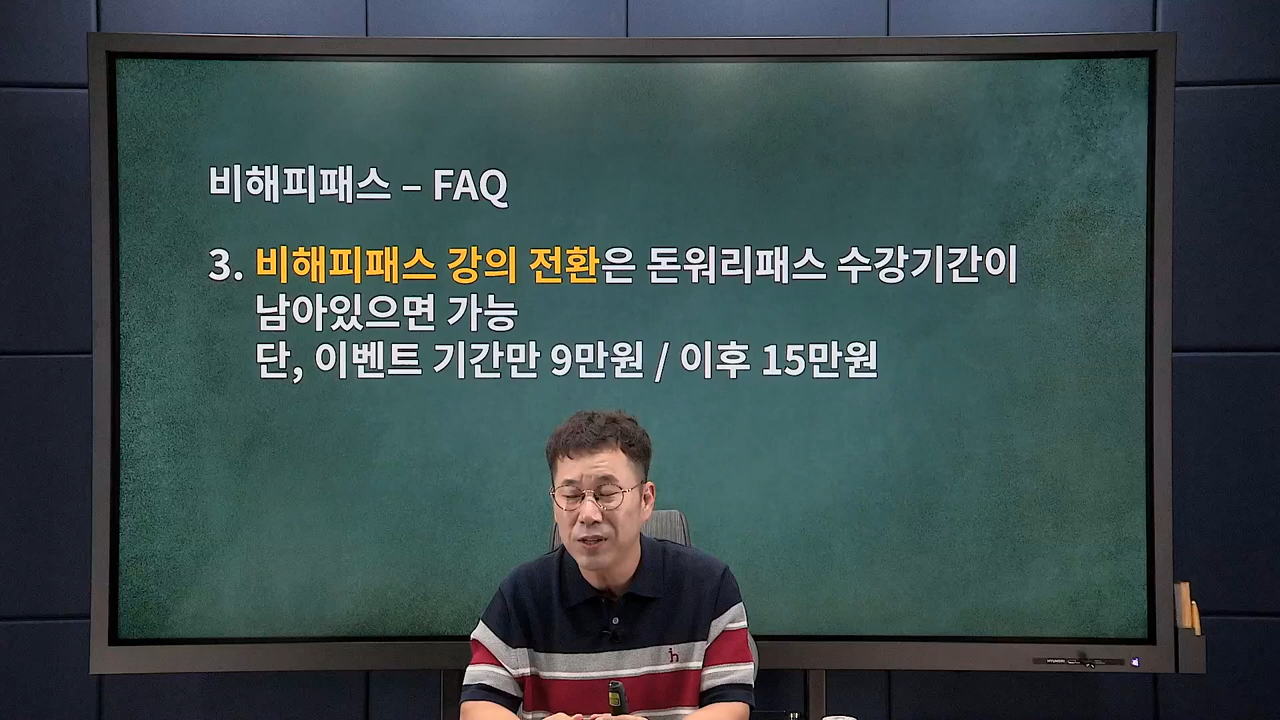 비해피패스 – FAQ
3. 비해피패스 강의 전환은 돈워리패스 수강기간이
남아있으면 가능
단, 이벤트 기간만 9만원 / 이후 15만원
HYUNDAI